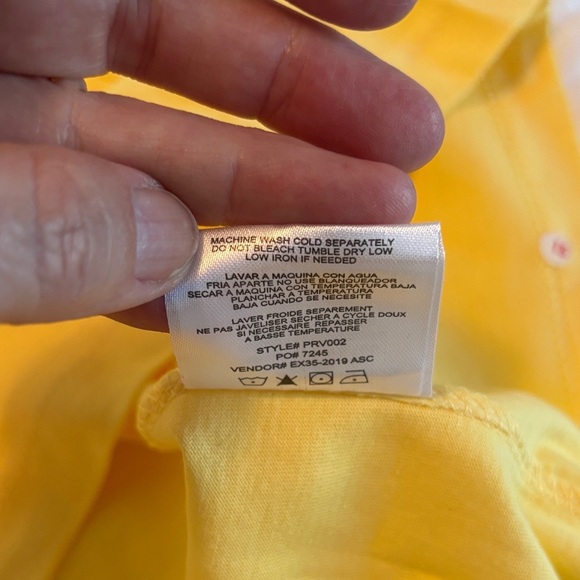 MACHINE WASH COLD SEPARATELY
DO NOT BLEACH TUMBLE DRY LOW
LOW IRON IF NEEDED
LAVAR A MAQUINA CON AGUA
FRIA APARTE NO USE BLANQUEADOR
SECAR A MAQUINA CON TEMPERATURA BAJA
PLANCHAR A TEMPERATURA
BAJA CUANDO SE NECESITE
LAVER FROIDE SEPAREMENT
NE PAS JAVELISER SECHER A CYCLE DOUX
SI NECESSAIRE REPASSER
A BASSE TEMPERATURE
STYLE# PRV002
PO# 7245
VENDOR# EX35-2019 ASC